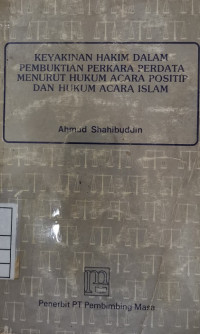 KEYAKINAN HAKIM DALAM
PEMBUKTIAN PERKARA PERDATA
MENURUT HUKUM ACARA POSITIF
DAN HUKUM ACARA ISLAM
Ahmad Shahibuddin
Penerbit PT Pembimbing Masa